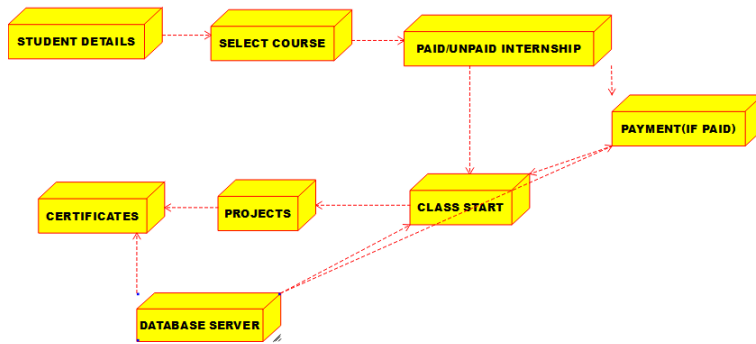 STUDENT DETAILS
SELECT COURSE
PAID/UNPAID INTERNSHIP
PAYMENT(IF PAID)
CERTIFICATES
PROJECTS
CLASS START
DATABASE SERVER